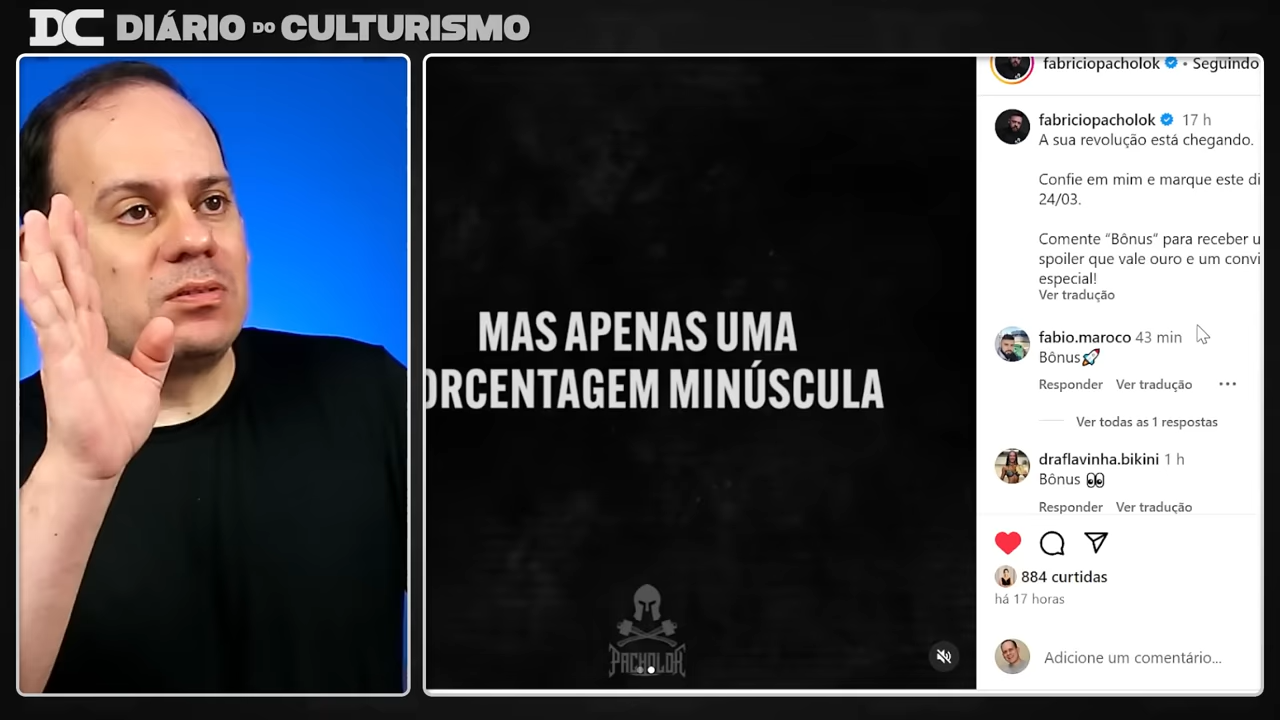 DC DIÁRIO DO CULTURISMO
MAS APENAS UMA
ORCENTAGEM MINÚSCULA
PACHOLOK
fabriciopacholok • Seguindo
fabriciopacholok 17 h
A sua revolução está chegando.
Confie em mim e marque este di
24/03.
Comente “Bônus” para receber u
spoiler que vale ouro e um convi
especial!
Ver tradução
fabio.maroco 43 min
Bônus🚀
Responder Ver tradução
Ver todas as 1 respostas
draflavinha.bikini 1 h
Bônus 👀
Responder Ver tradução
884 curtidas
há 17 horas
Adicione um comentário...